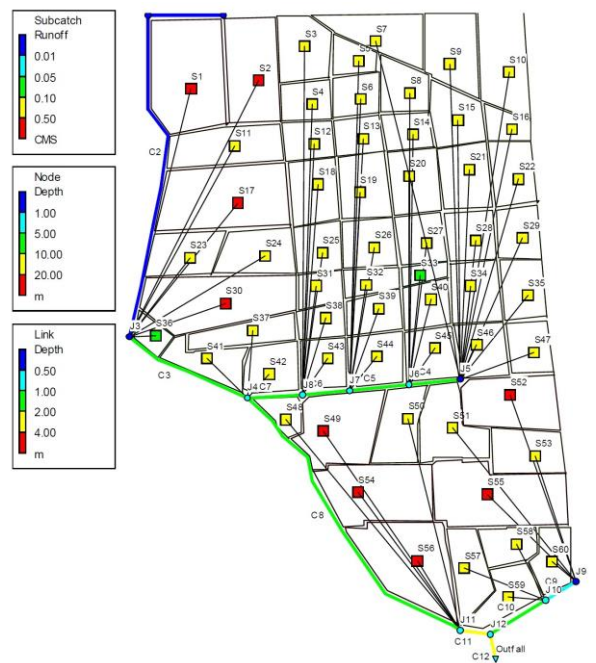 Subcatch
Runoff
0.01
0.05
0.10
0.50
CMS
Node
Depth
1.00
5.00
10.00
20.00
m
Link
Depth
0.50
1.00
2.00
4.00
m
S1
S2
S3
S5
S7
S9
S10
S4
S6
S8
S15
S16
S11
S12
S13
S14
C2
S17
S18
S19
S20
S21
S22
S23
S24
S25
S26
S27
S28
S29
S30
S31
S32
S33
S34
S35
J3
S36
S37
S38
S39
S40
C3
S41
S42
S43
S44
S45
S46
S47
J4
C7
J8
C6
J7
C5
J6
C4
J5
S48
S49
S50
S51
S52
S53
S54
S55
C8
S56
S57
S58
S59
S60
C9
J9
J10
C10
J11
C11
J12
C12
Outfall